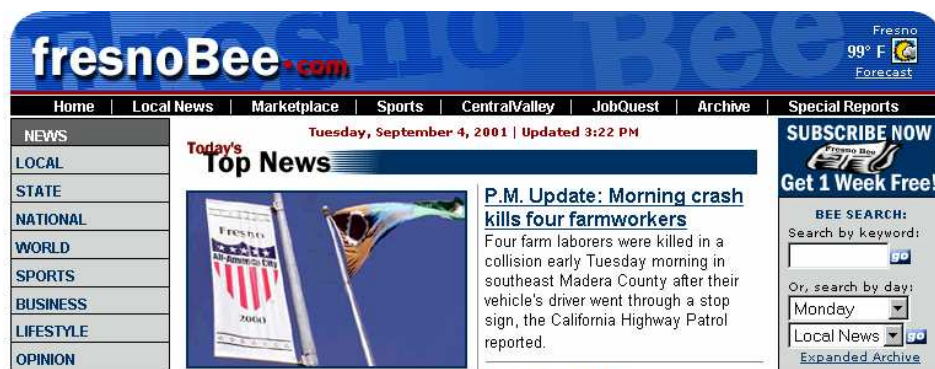 Fresno Bee
fresnoBee.com
Fresno
99° F
Forecast
Home | Local News | Marketplace | Sports | CentralValley | JobQuest | Archive | Special Reports
NEWS
LOCAL
STATE
NATIONAL
WORLD
SPORTS
BUSINESS
LIFESTYLE
OPINION
Tuesday, September 4, 2001 | Updated 3:22 PM
Today's
Top News
Fresno
All-America City
2000
P.M. Update: Morning crash
kills four farmworkers
Four farm laborers were killed in a
collision early Tuesday morning in
southeast Madera County after their
vehicle's driver went through a stop
sign, the California Highway Patrol
reported.
SUBSCRIBE NOW
Fresno Bee
Get 1 Week Free!
BEE SEARCH:
Search by keyword:
go
Or, search by day:
Monday
Local News
go
Expanded Archive